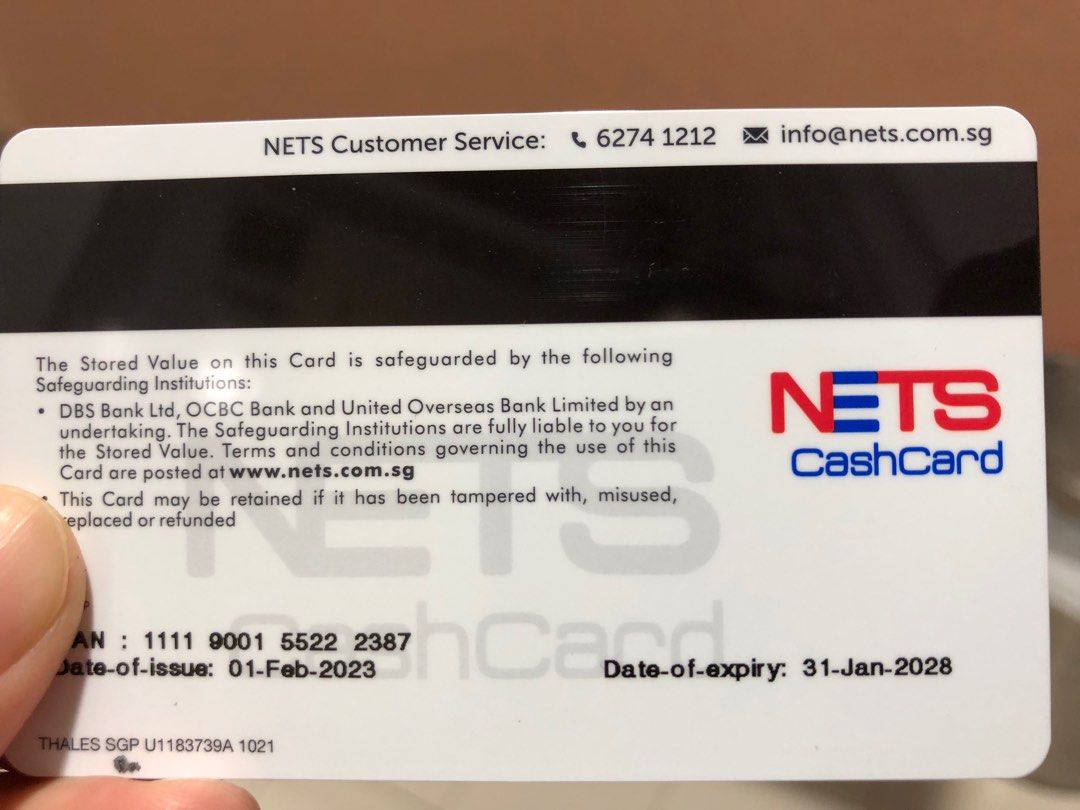 NETS Customer Service: 6274 1212 info@nets.com.sg
The Stored Value on this Card is safeguarded by the following
Safeguarding Institutions:
• DBS Bank Ltd, OCBC Bank and United Overseas Bank Limited by an
undertaking. The Safeguarding Institutions are fully liable to you for
the Stored Value. Terms and conditions governing the use of this
Card are posted at www.nets.com.sg
• This Card may be retained if it has been tampered with, misused,
eplaced or refunded
NETS
CashCard
NETS
CashCard
P
AN : 1111 9001 5522 2387
Date-of-issue: 01-Feb-2023
Date-of-expiry: 31-Jan-2028
THALES SGP U1183739A 1021